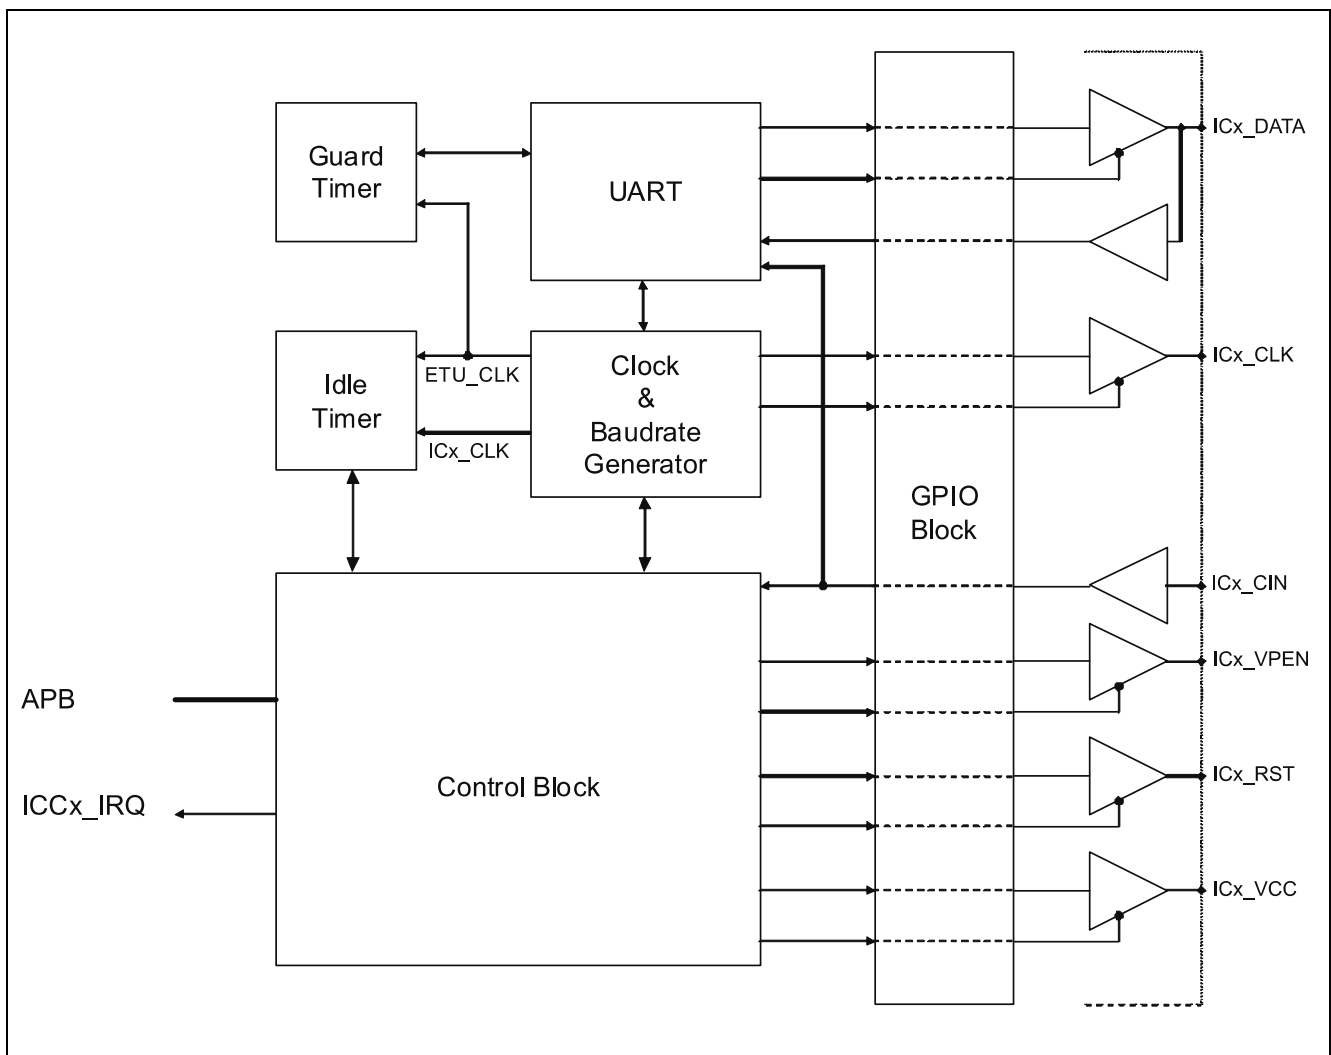 Guard
Timer
UART
ICx_DATA
Idle
Timer
ETU_CLK
ICx_CLK
Clock
&
Baudrate
Generator
ICx_CLK
GPIO
Block
ICx_CIN
ICx_VPEN
APB
Control Block
ICx_RST
ICCx_IRQ
ICx_VCC